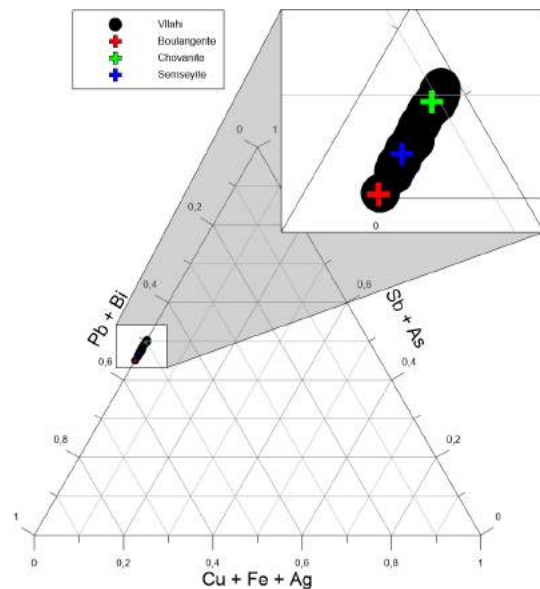 Vllahi
Boulangerite
Chovanite
Semseyite
0
0 1
0,2
0,4 0,6
Pb + Bi
Sb + As
0,6 0,4
0,8 0,2
1 0
0 0,2 0,4 0,6 0,8 1
Cu + Fe + Ag